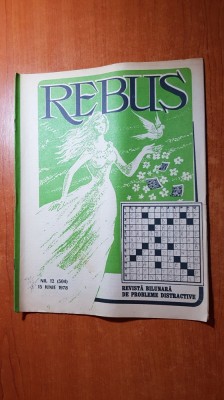 REBUS
NR. 12 (504)
15 IUNIE 1978
REVISTĂ BILUNARĂ
DE PROBLEME DISTRACTIVE